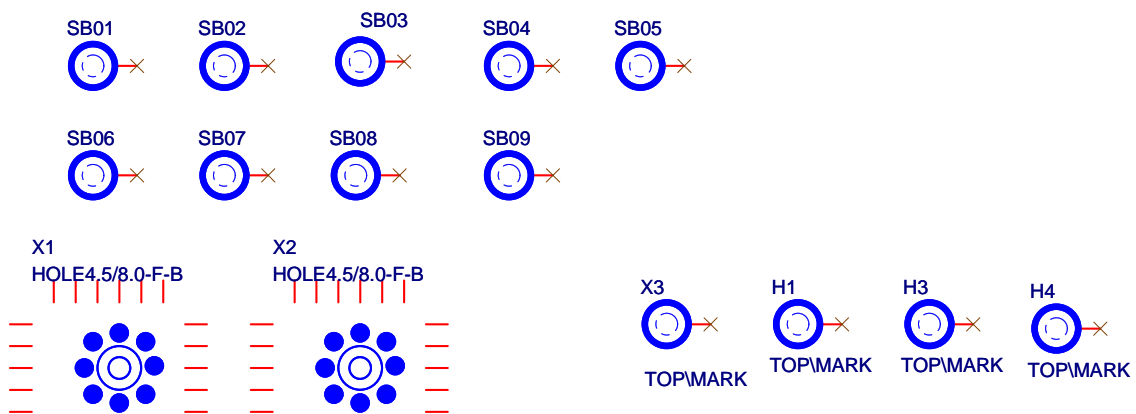 SB01
SB02
SB03
SB04
SB05
SB06
SB07
SB08
SB09
X1
HOLE4.5/8.0-F-B
X2
HOLE4.5/8.0-F-B
X3
TOP\MARK
H1
TOP\MARK
H3
TOP\MARK
H4
TOP\MARK